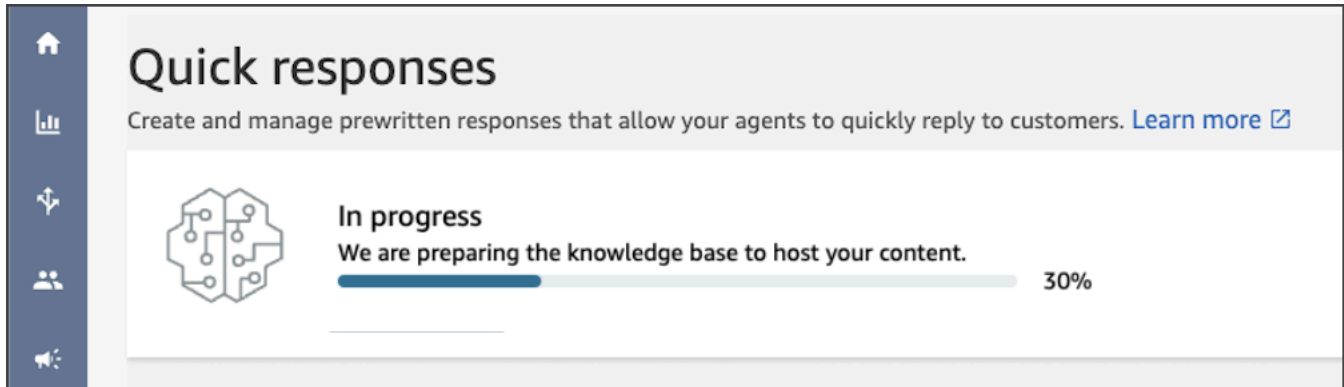 Quick responses
Create and manage prewritten responses that allow your agents to quickly reply to customers. Learn more
In progress
We are preparing the knowledge base to host your content.
30%